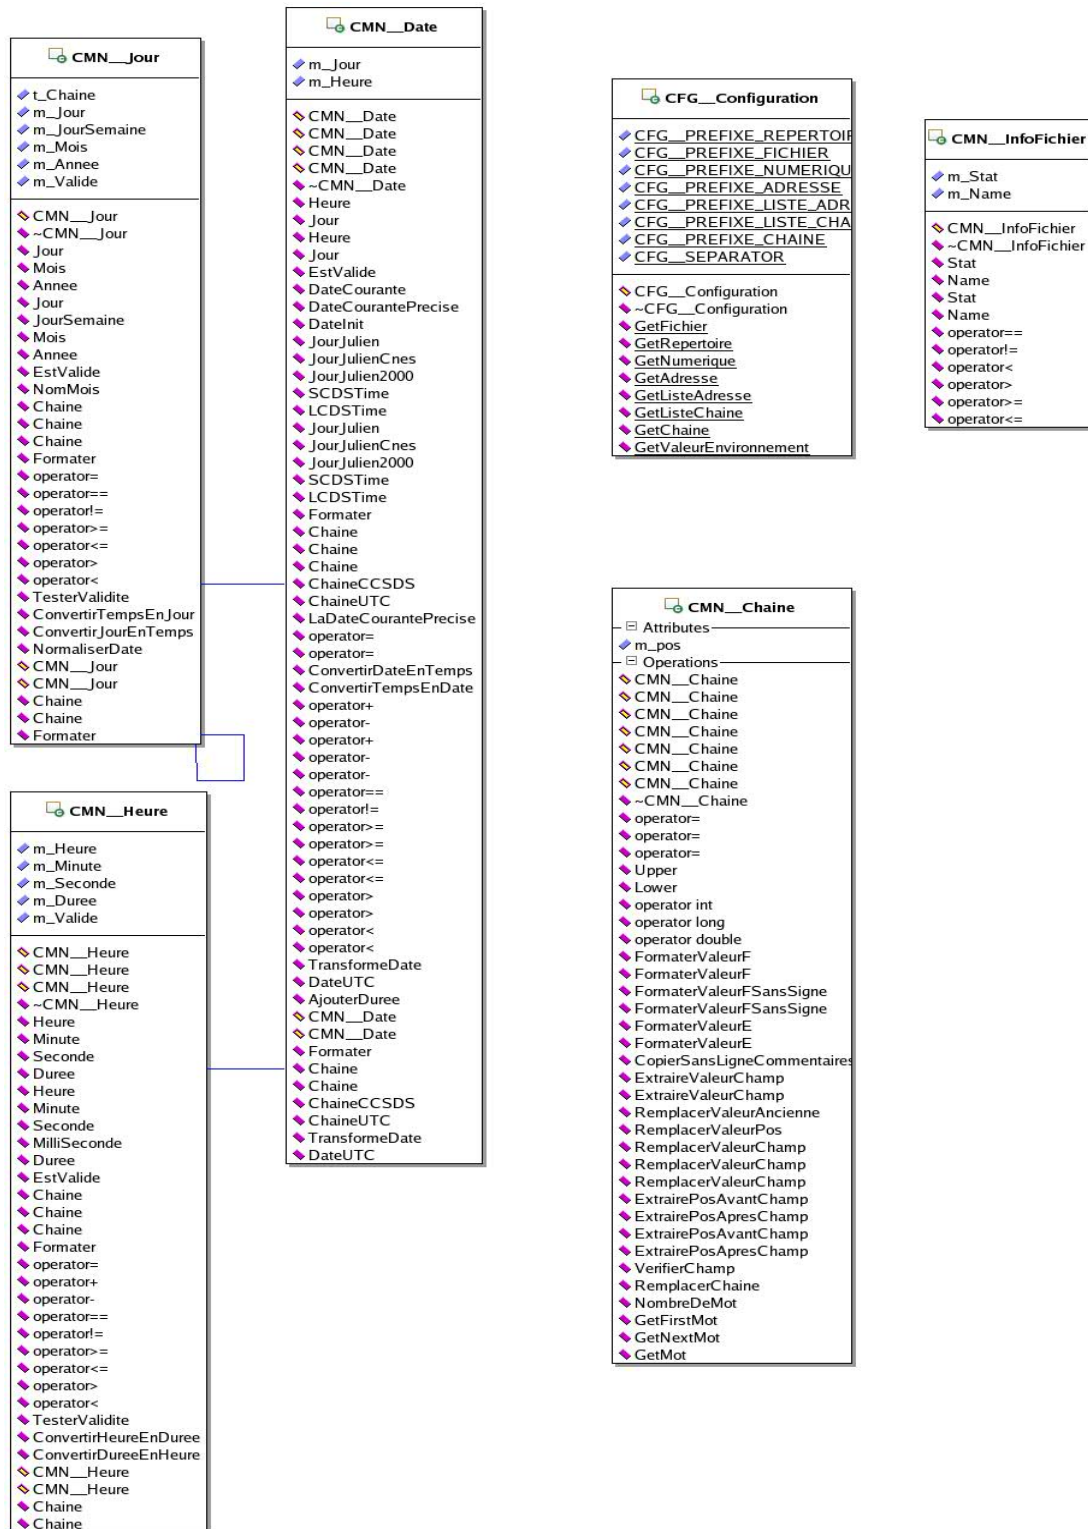 CMN__Jour
t_Chaine
m_Jour
m_JourSemaine
m_Mois
m_Annee
m_Valide
CMN__Jour
~CMN__Jour
Jour
Mois
Annee
Jour
JourSemaine
Mois
Annee
EstValide
NomMois
Chaine
Chaine
Chaine
Formater
operator=
operator==
operator!=
operator>=
operator<=
operator>
operator<
TesterValidite
ConvertirTempsEnJour
ConvertirJourEnTemps
NormaliserDate
CMN__Jour
CMN__Jour
Chaine
Chaine
Formater
CMN__Heure
m_Heure
m_Minute
m_Seconde
m_Duree
m_Valide
CMN__Heure
CMN__Heure
CMN__Heure
~CMN__Heure
Heure
Minute
Seconde
Duree
Heure
Minute
Seconde
MilliSeconde
Duree
EstValide
Chaine
Chaine
Chaine
Formater
operator=
operator+
operator-
operator==
operator!=
operator>=
operator<=
operator>
operator<
TesterValidite
ConvertirHeureEnDuree
ConvertirDureeEnHeure
CMN__Heure
CMN__Heure
Chaine
Chaine
CMN__Date
m_Jour
m_Heure
CMN__Date
CMN__Date
CMN__Date
CMN__Date
~CMN__Date
Heure
Jour
Heure
Jour
EstValide
DateCourante
DateCourantePrecise
DateInit
JourJulien
JourJulienCnes
JourJulien2000
SCDSTime
LCDSTime
JourJulien
JourJulienCnes
JourJulien2000
SCDSTime
LCDSTime
Formater
Chaine
Chaine
Chaine
ChaineCCSDS
ChaineUTC
LaDateCourantePrecise
operator=
operator=
ConvertirDateEnTemps
ConvertirTempsEnDate
operator+
operator-
operator+
operator-
operator-
operator==
operator!=
operator>=
operator>=
operator<=
operator<=
operator>
operator>
operator<
operator<
TransformeDate
DateUTC
AjouterDuree
CMN__Date
CMN__Date
Formater
Chaine
Chaine
ChaineCCSDS
ChaineUTC
TransformeDate
DateUTC
CFG__Configuration
CFG__PREFIXE_REPERTOIR
CFG__PREFIXE_FICHIER
CFG__PREFIXE_NUMERIQU
CFG__PREFIXE_ADRESSE
CFG__PREFIXE_LISTE_ADR
CFG__PREFIXE_LISTE_CHA
CFG__PREFIXE_CHAINE
CFG__SEPARATOR
CFG__Configuration
~CFG__Configuration
GetFichier
GetRepertoire
GetNumerique
GetAdresse
GetListeAdresse
GetListeChaine
GetChaine
GetValeurEnvironnement
CMN__InfoFichier
m_Stat
m_Name
CMN__InfoFichier
~CMN__InfoFichier
Stat
Name
Stat
Name
operator==
operator!=
operator<
operator>
operator>=
operator<=
CMN__Chaine
Attributes
m_pos
Operations
CMN__Chaine
CMN__Chaine
CMN__Chaine
CMN__Chaine
CMN__Chaine
CMN__Chaine
CMN__Chaine
~CMN__Chaine
operator=
operator=
operator=
Upper
Lower
operator int
operator long
operator double
FormaterValeurF
FormaterValeurF
FormaterValeurFSansSigne
FormaterValeurFSansSigne
FormaterValeurE
FormaterValeurE
CopierSansLigneCommentaires
ExtraireValeurChamp
ExtraireValeurChamp
RemplacerValeurAncienne
RemplacerValeurPos
RemplacerValeurChamp
RemplacerValeurChamp
RemplacerValeurChamp
ExtrairePosAvantChamp
ExtrairePosApresChamp
ExtrairePosAvantChamp
ExtrairePosApresChamp
VerifierChamp
RemplacerChaine
NombreDeMot
GetFirstMot
GetNextMot
GetMot